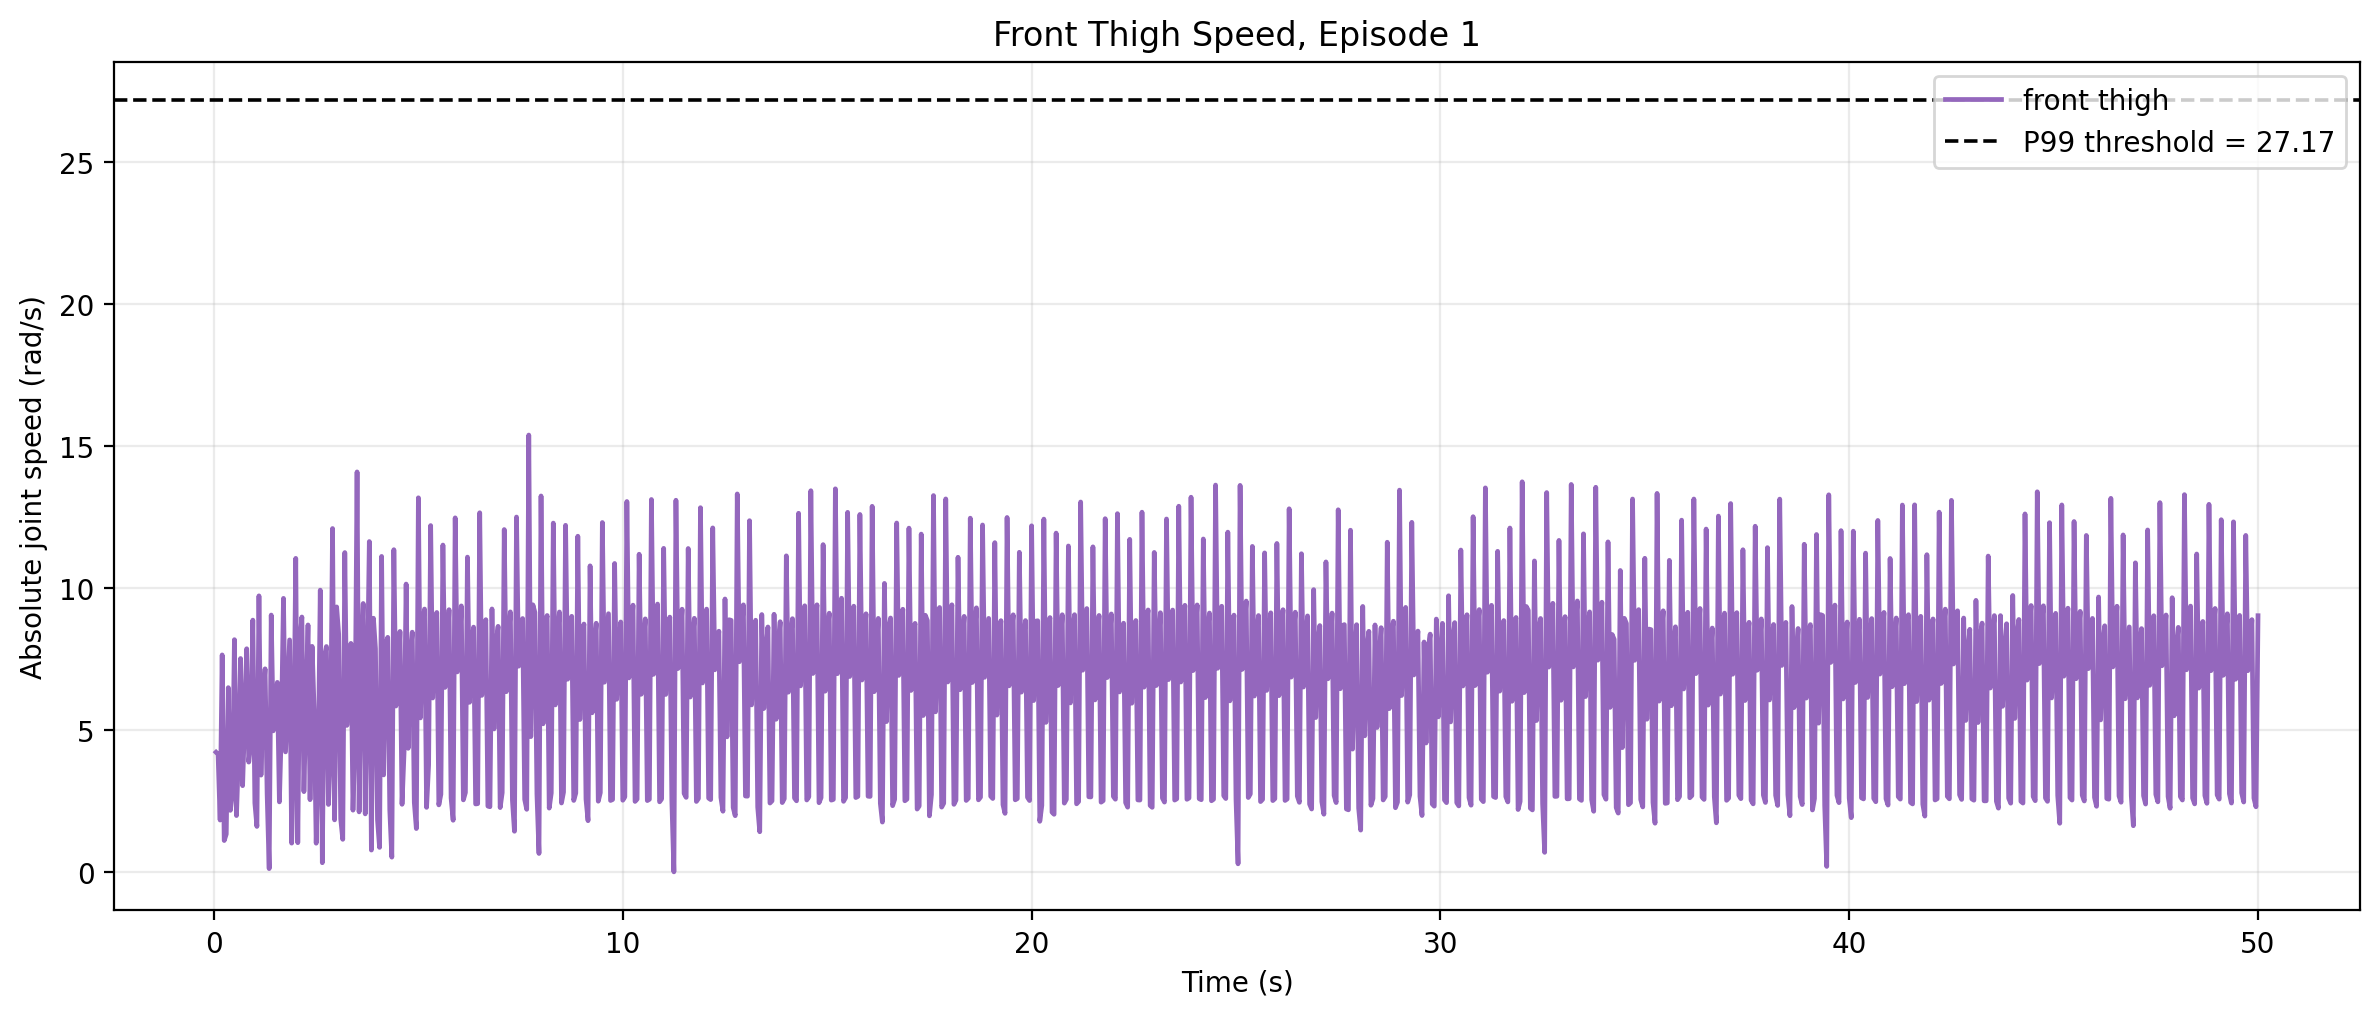 Front Thigh Speed, Episode 1
front thigh
P99 threshold = 27.17
Absolute joint speed (rad/s)
25
20
15
10
5
0
0
10
20
30
40
50
Time (s)